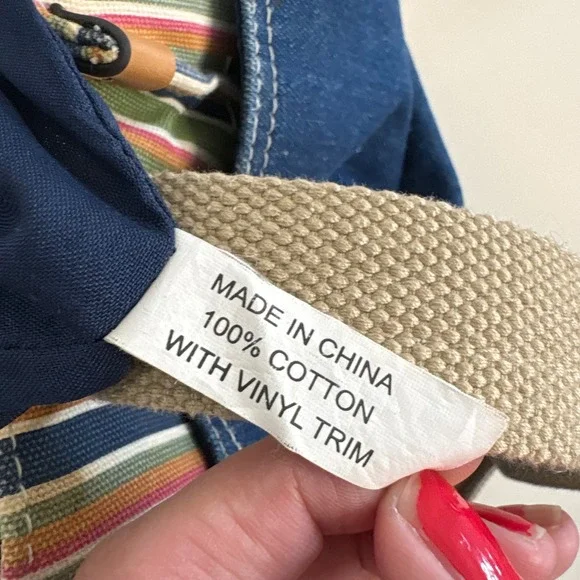 MADE IN CHINA
100% COTTON
WITH VINYL TRIM